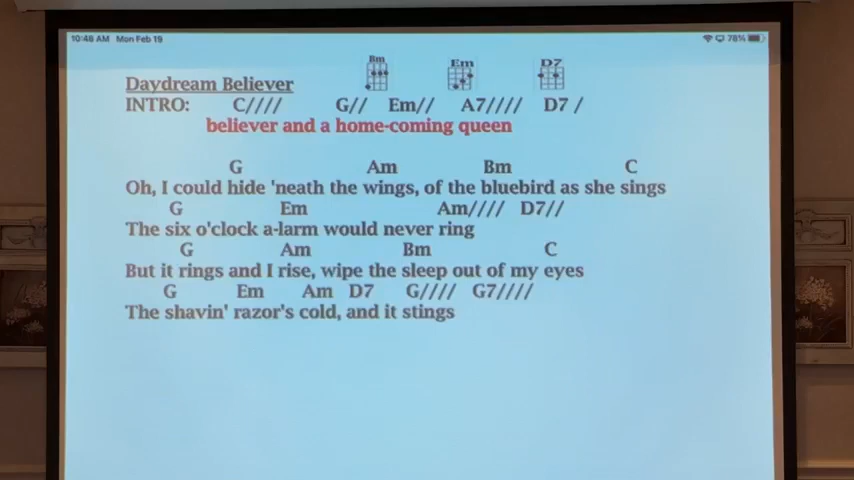 10:46 AM Mon Feb 19
78%
Bm Em D7
Daydream Believer
INTRO: C//// G// Em// A7//// D7 /
believer and a home-coming queen
G Am Bm C
Oh, I could hide 'neath the wings, of the bluebird as she sings
G Em Am//// D7//
The six o'clock a-larm would never ring
G Am Bm C
But it rings and I rise, wipe the sleep out of my eyes
G Em Am D7 G//// G7////
The shavin' razor's cold, and it stings